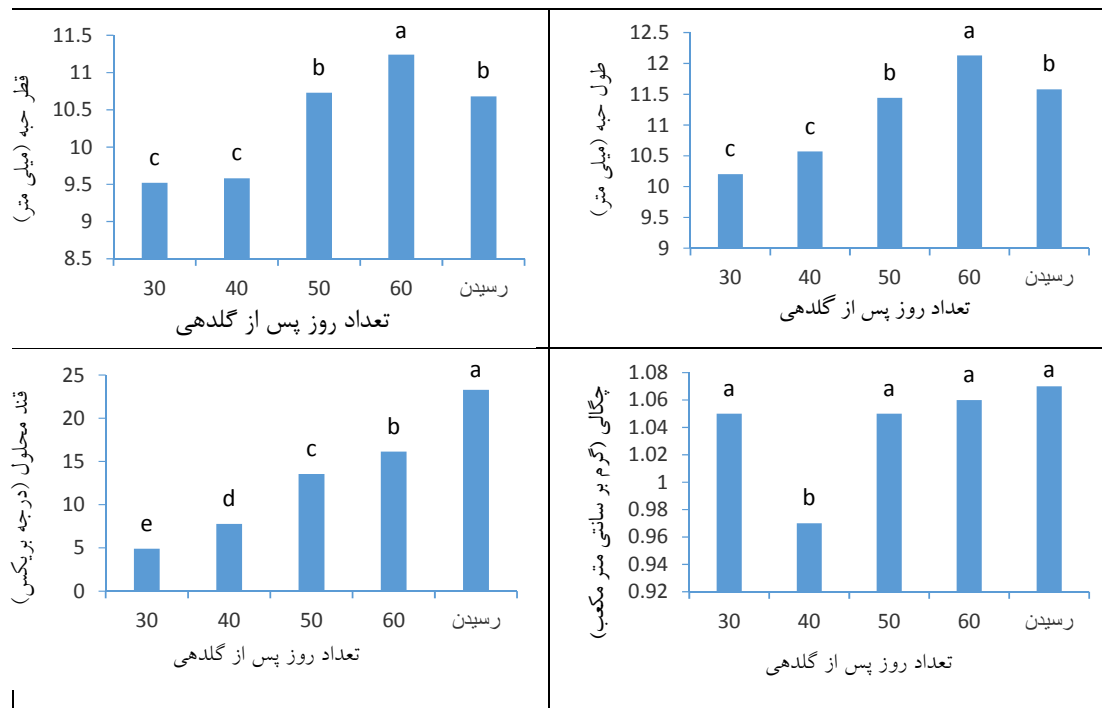 قطر حبه (میلی متر)
11.5
11
10.5
10
9.5
9
8.5
c
c
b
a
b
30
40
50
60
رسیدن
تعداد روز پس از گلدهی
طول حبه (میلی متر)
12.5
12
11.5
11
10.5
10
9.5
9
c
c
b
a
b
30
40
50
60
رسیدن
تعداد روز پس از گلدهی
قند محلول (درجه بریکس)
25
20
15
10
5
0
e
d
c
b
a
30
40
50
60
رسیدن
تعداد روز پس از گلدهی
چگالی (گرم بر سانتی متر مکعب)
1.08
1.06
1.04
1.02
1
0.98
0.96
0.94
0.92
a
b
a
a
a
30
40
50
60
رسیدن
تعداد روز پس از گلدهی